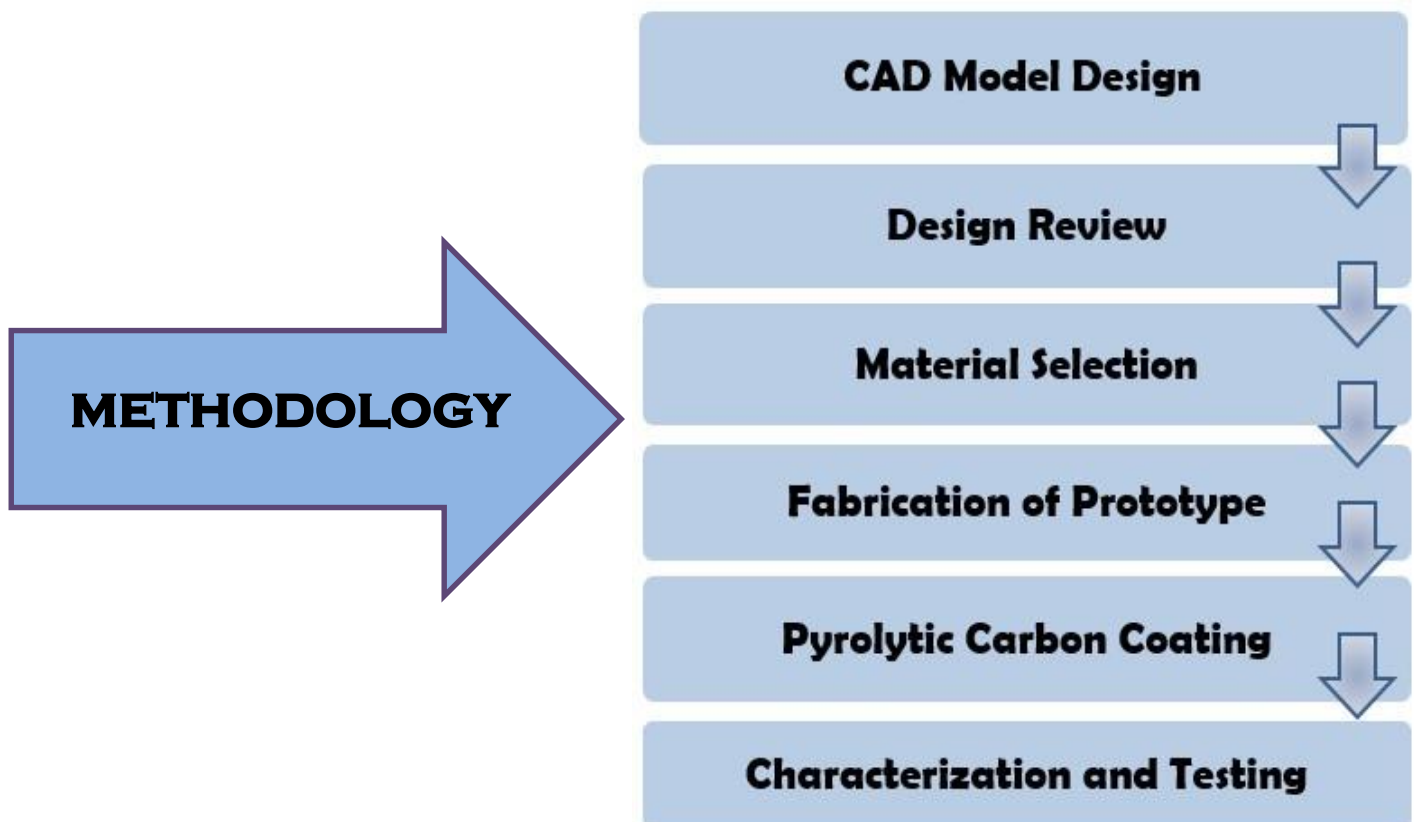 METHODOLOGY
CAD Model Design
Design Review
Material Selection
Fabrication of Prototype
Pyrolytic Carbon Coating
Characterization and Testing